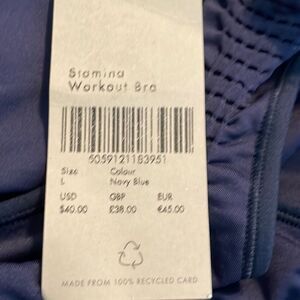 Stamina
Workout Bra
5059121183951
Size Colour
L Navy Blue
USD GBP EUR
$40.00 £38.00 €45.00
MADE FROM 100% RECYCLED CARD